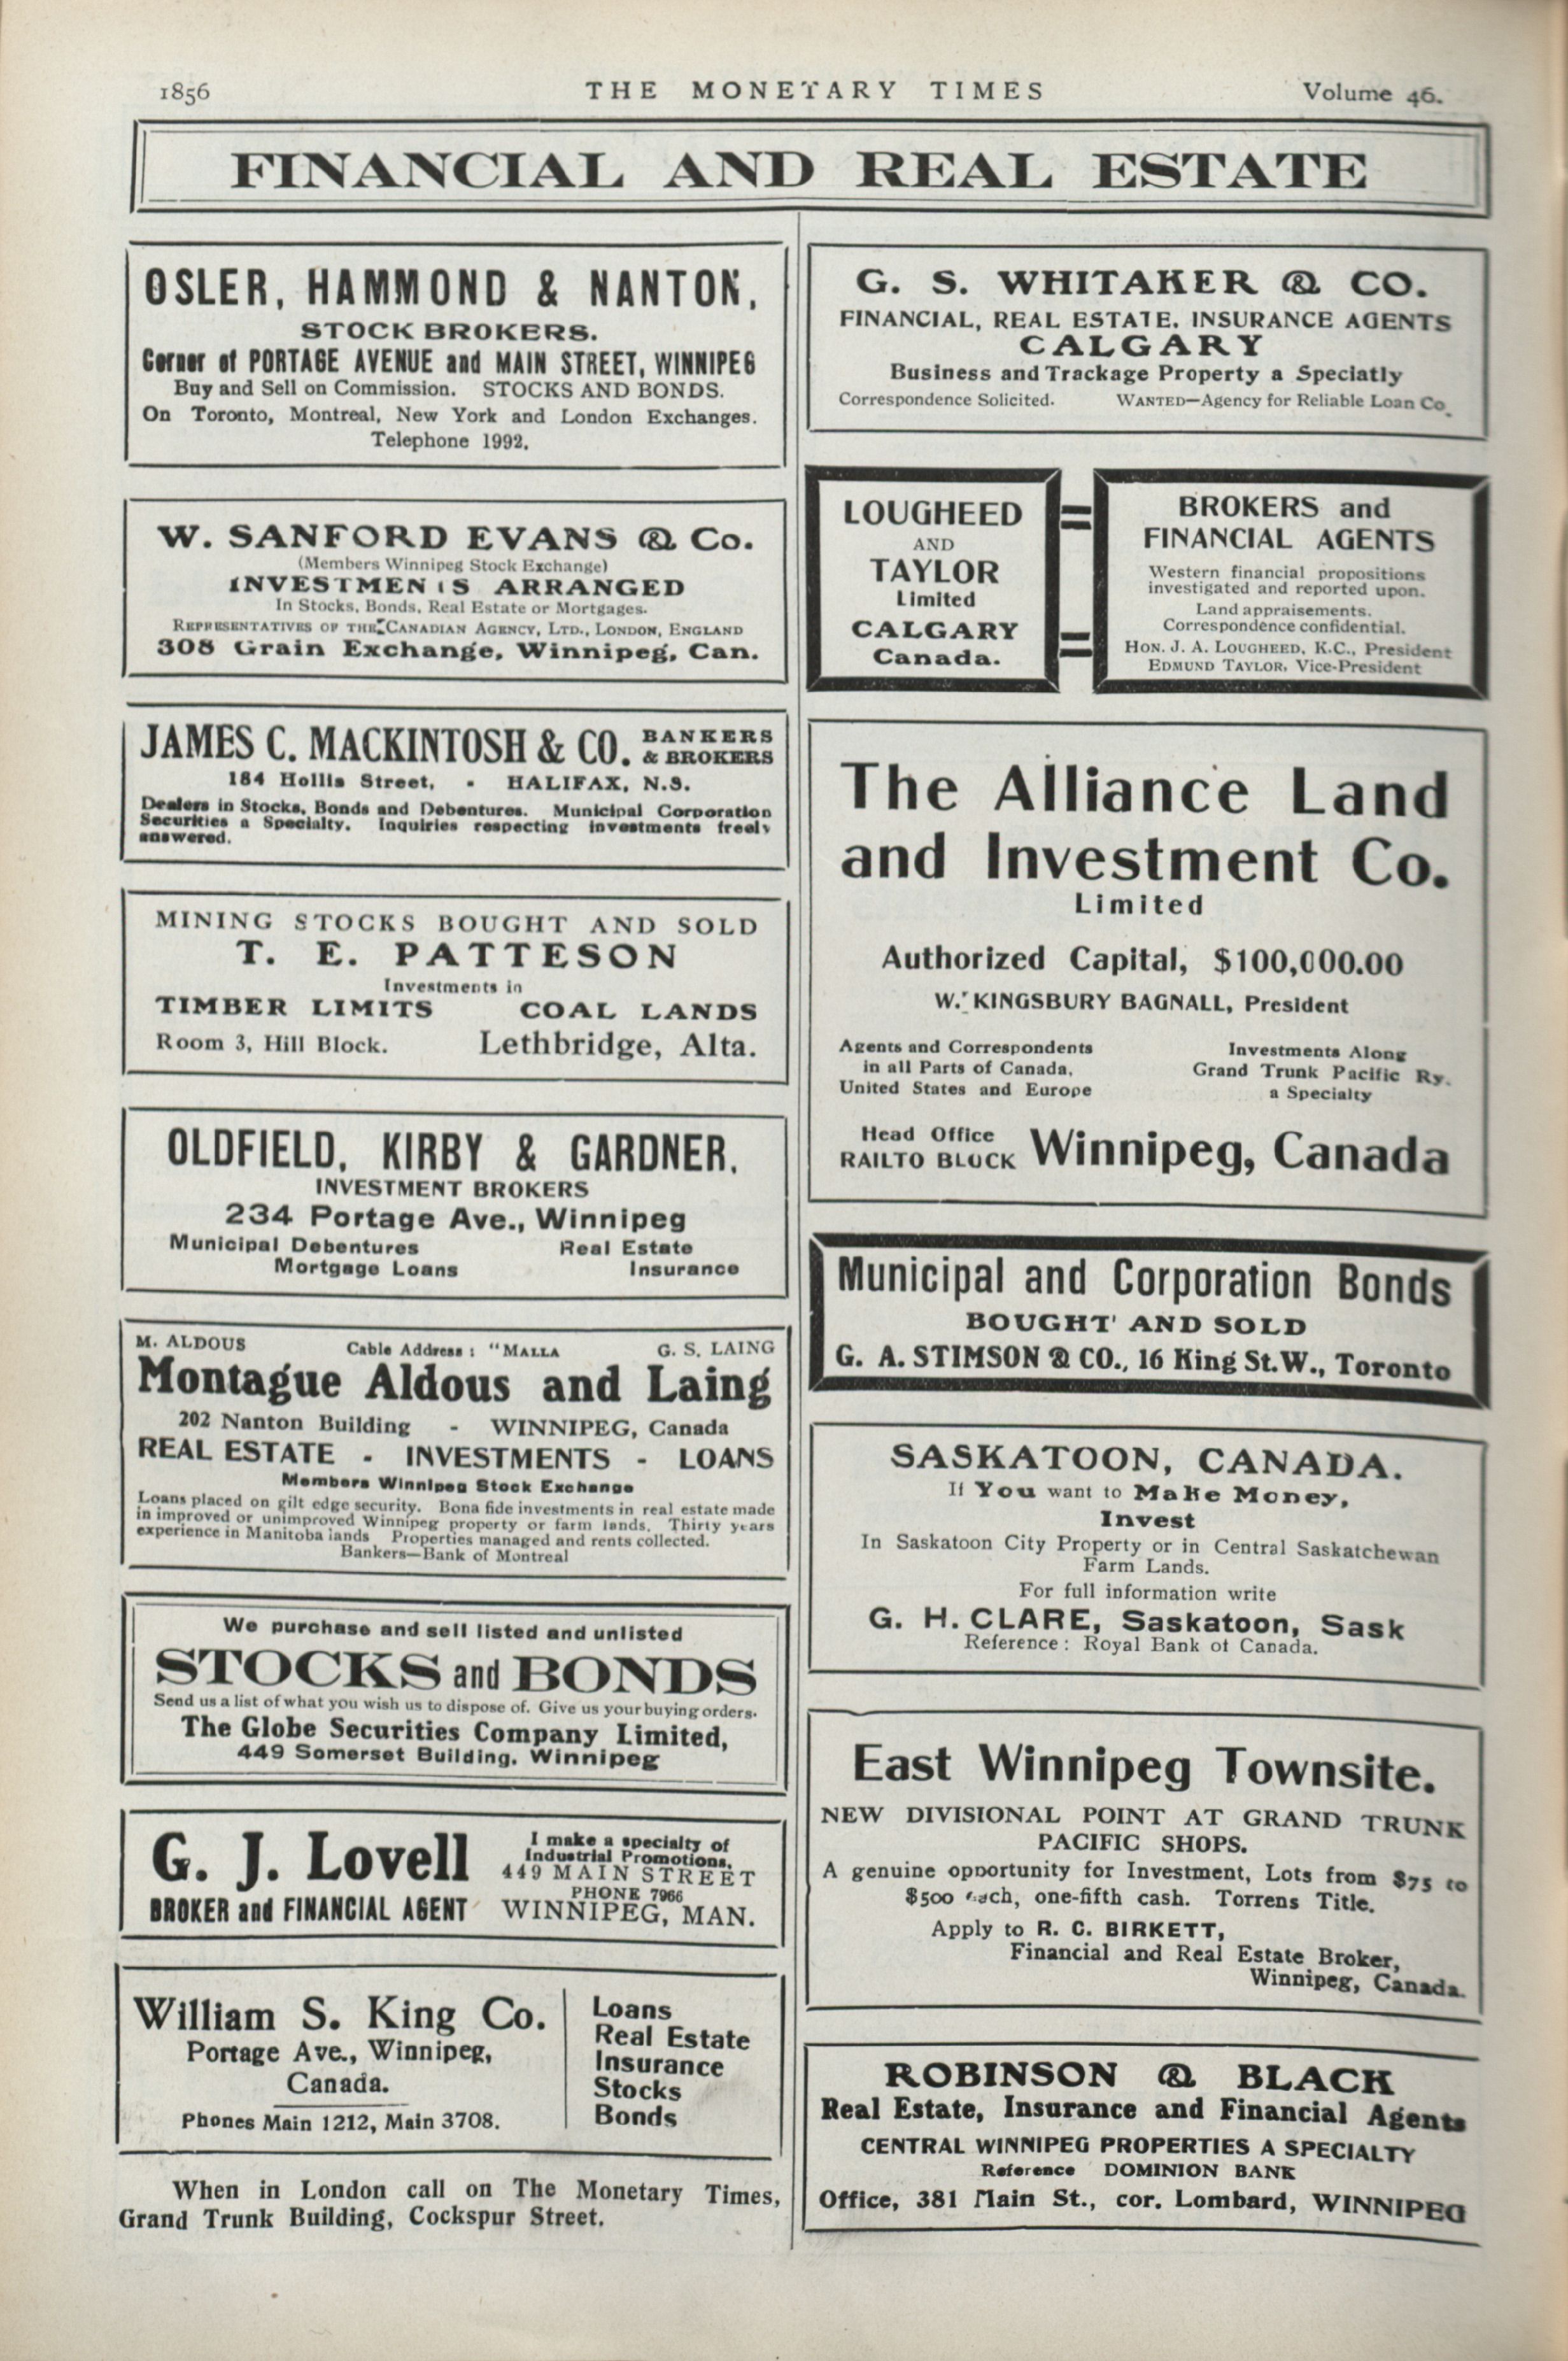 1856
THE MONETARY TIMES
Volume 46.
FINANCIAL AND REAL ESTATE
OSLER, HAMMOND & NANTON,
STOCK BROKERS.
Corner of PORTAGE AVENUE and MAIN STREET, WINNIPEG
Buy and Sell on Commission. STOCKS AND BONDS.
On Toronto, Montreal, New York and London Exchanges.
Telephone 1992.
W. SANFORD EVANS & Co.
(Members Winnipeg Stock Exchange)
INVESTMENTS ARRANGED
In Stocks, Bonds, Real Estate or Mortgages.
REPRESENTATIVES OF THE CANADIAN AGENCY, LTD., LONDON, ENGLAND
308 Grain Exchange, Winnipeg, Can.
JAMES C. MACKINTOSH & CO. BANKERS
& BROKERS
184 Hollis Street, - HALIFAX, N.S.
Dealers in Stocks, Bonds and Debentures. Municipal Corporation
Securities a Specialty. Inquiries respecting investments freely
answered.
MINING STOCKS BOUGHT AND SOLD
T. E. PATTESON
Investments in
TIMBER LIMITS COAL LANDS
Room 3, Hill Block. Lethbridge, Alta.
OLDFIELD, KIRBY & GARDNER,
INVESTMENT BROKERS
234 Portage Ave., Winnipeg
Municipal Debentures Real Estate
Mortgage Loans Insurance
M. ALDOUS Cable Address : "MALLA G. S. LAING
Montague Aldous and Laing
202 Nanton Building - WINNIPEG, Canada
REAL ESTATE - INVESTMENTS - LOANS
Members Winnipeg Stock Exchange
Loans placed on gilt edge security. Bona fide investments in real estate made
in improved or unimproved Winnipeg property or farm lands. Thirty years
experience in Manitoba lands Properties managed and rents collected.
Bankers—Bank of Montreal
We purchase and sell listed and unlisted
STOCKS and BONDS
Send us a list of what you wish us to dispose of. Give us your buying orders.
The Globe Securities Company Limited,
449 Somerset Building, Winnipeg
G. J. Lovell
BROKER and FINANCIAL AGENT
I make a specialty of
Industrial Promotions.
449 MAIN STREET
PHONE 7966
WINNIPEG, MAN.
William S. King Co.
Portage Ave., Winnipeg,
Canada.
Phones Main 1212, Main 3708.
Loans
Real Estate
Insurance
Stocks
Bonds
When in London call on The Monetary Times,
Grand Trunk Building, Cockspur Street.
G. S. WHITAKER & CO.
FINANCIAL, REAL ESTATE, INSURANCE AGENTS
CALGARY
Business and Trackage Property a Speciatly
Correspondence Solicited. WANTED—Agency for Reliable Loan Co.
LOUGHEED
AND
TAYLOR
Limited
CALGARY
Canada.
BROKERS and
FINANCIAL AGENTS
Western financial propositions
investigated and reported upon.
Land appraisements.
Correspondence confidential.
HON. J. A. LOUGHEED, K.C., President
EDMUND TAYLOR, Vice-President
The Alliance Land
and Investment Co.
Limited
Authorized Capital, $100,000.00
W. KINGSBURY BAGNALL, President
Agents and Correspondents
in all Parts of Canada,
United States and Europe
Investments Along
Grand Trunk Pacific Ry.
a Specialty
Head Office
RAILTO BLOCK
Winnipeg, Canada
Municipal and Corporation Bonds
BOUGHT AND SOLD
G. A. STIMSON & CO., 16 King St. W., Toronto
SASKATOON, CANADA.
If You want to Make Money,
Invest
In Saskatoon City Property or in Central Saskatchewan
Farm Lands.
For full information write
G. H. CLARE, Saskatoon, Sask
Reference : Royal Bank of Canada.
East Winnipeg Townsite.
NEW DIVISIONAL POINT AT GRAND TRUNK
PACIFIC SHOPS.
A genuine opportunity for Investment, Lots from $75 to
$500 each, one-fifth cash. Torrens Title.
Apply to R. C. BIRKETT,
Financial and Real Estate Broker,
Winnipeg, Canada.
ROBINSON & BLACK
Real Estate, Insurance and Financial Agents
CENTRAL WINNIPEG PROPERTIES A SPECIALTY
Reference DOMINION BANK
Office, 381 Main St., cor. Lombard, WINNIPEG